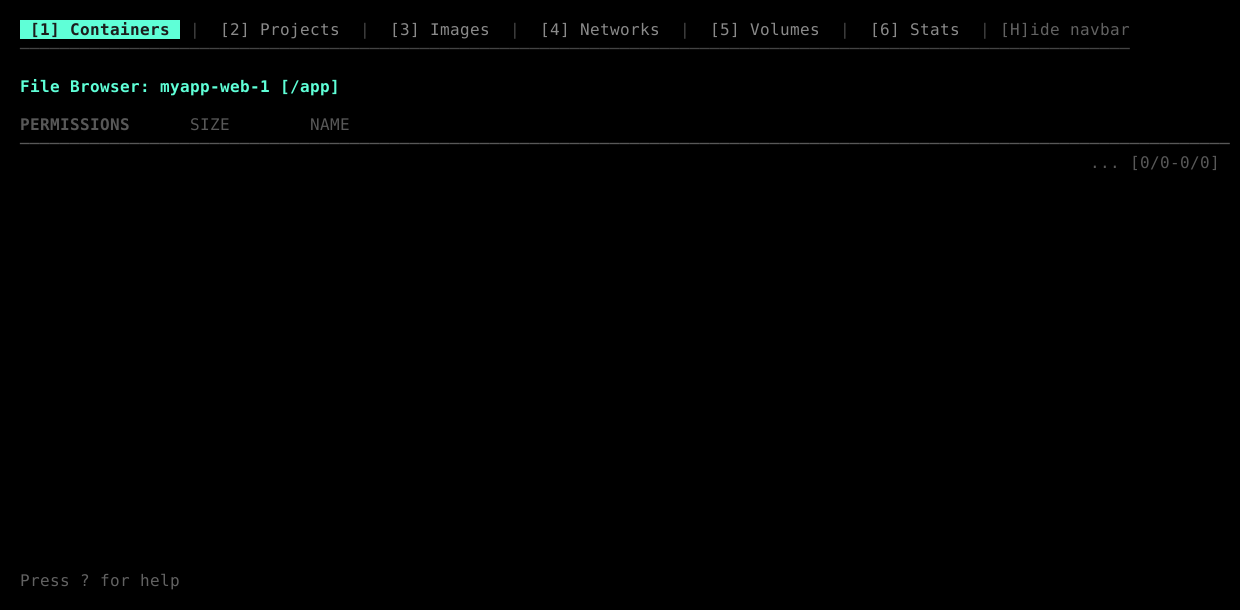 [1] Containers | [2] Projects | [3] Images | [4] Networks | [5] Volumes | [6] Stats | [H]ide navbar
File Browser: myapp-web-1 [/app]
PERMISSIONS SIZE NAME
... [0/0-0/0]
Press ? for help